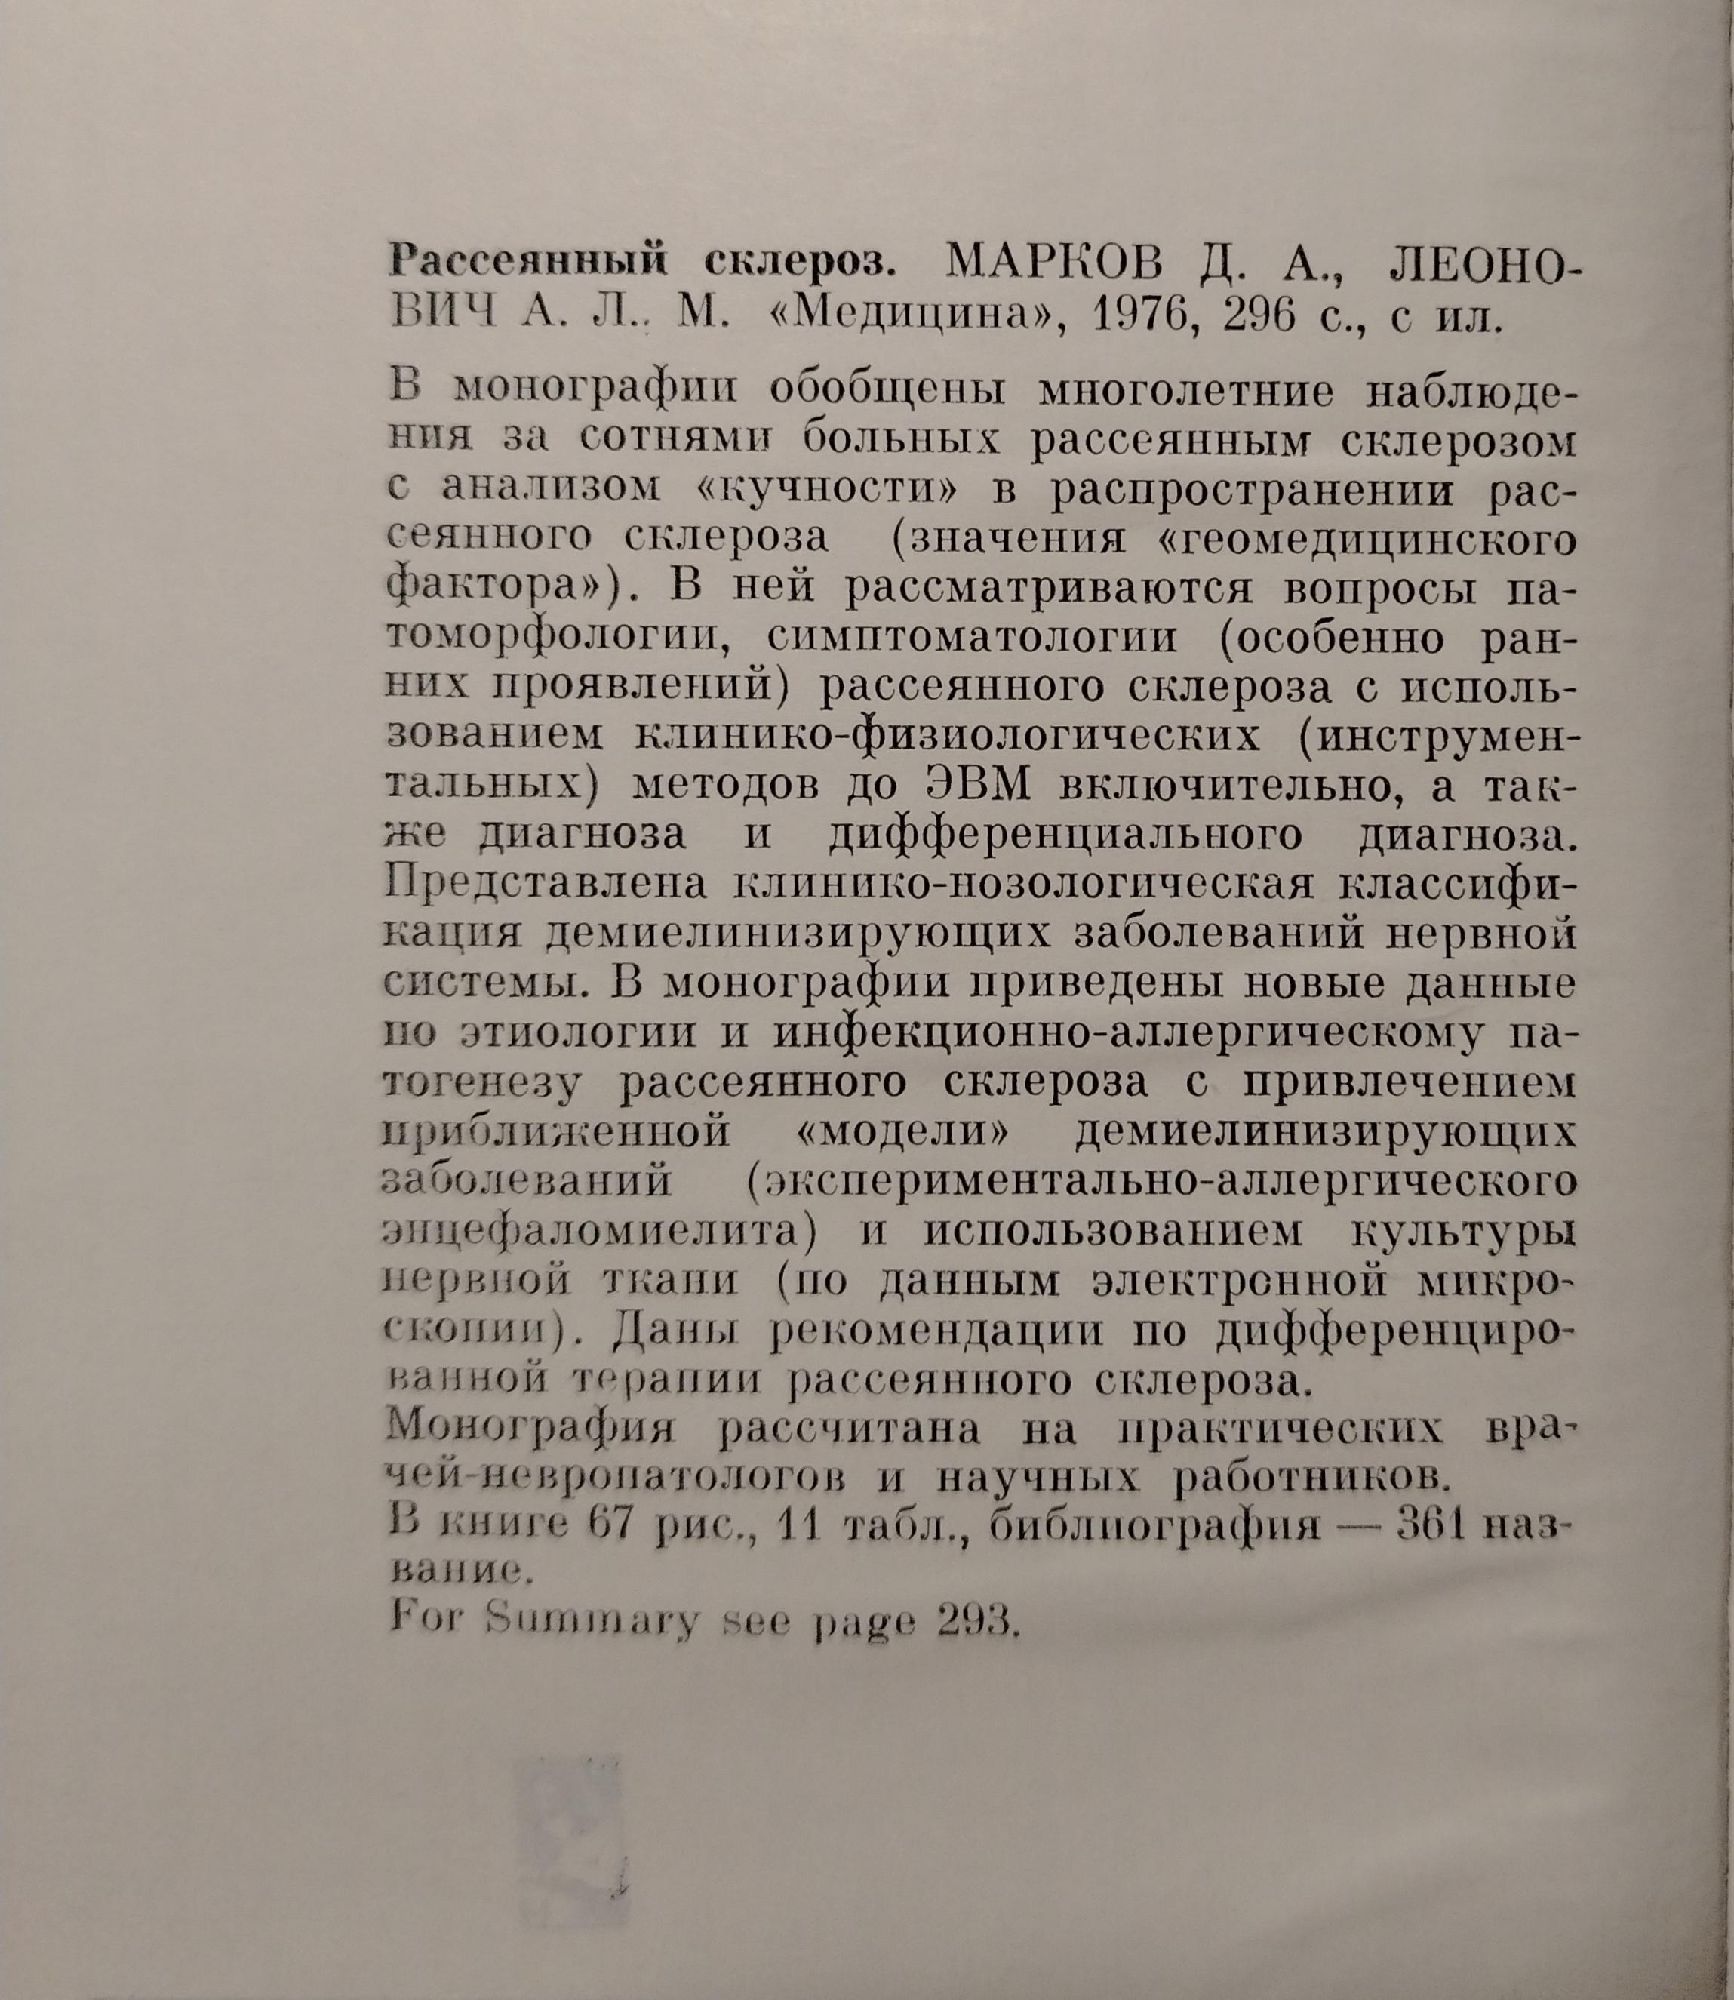 Рассеянный склероз. МАРКОВ Д. А., ЛЕОНО-
ВИЧ А. Л., М. «Медицина», 1976, 296 с., с ил.
В монографии обобщены многолетние наблюде-
ния за сотнями больных рассеянным склерозом
с анализом «кучности» в распространении рас-
сеянного склероза (значения «геомедицинского
фактора»). В ней рассматриваются вопросы па-
томорфологии, симптоматологии (особенно ран-
них проявлений) рассеянного склероза с исполь-
зованием клинико-физиологических (инструмен-
тальных) методов до ЭВМ включительно, а так-
же диагноза и дифференциального диагноза.
Представлена клинико-нозологическая классифи-
кация демиелинизирующих заболеваний нервной
системы. В монографии приведены новые данные
по этиологии и инфекционно-аллергическому па-
тогенезу рассеянного склероза с привлечением
приближенной «модели» демиелинизирующих
заболеваний (экспериментально-аллергического
энцефаломиелита) и использованием культуры
нервной ткани (по данным электронной микро-
скопии). Даны рекомендации по дифференциро-
ванной терапии рассеянного склероза.
Монография рассчитана на практических вра-
чей-невропатологов и научных работников.
В книге 67 рис., 11 табл., библиография — 361 наз-
вание.
For Summary see page 293.